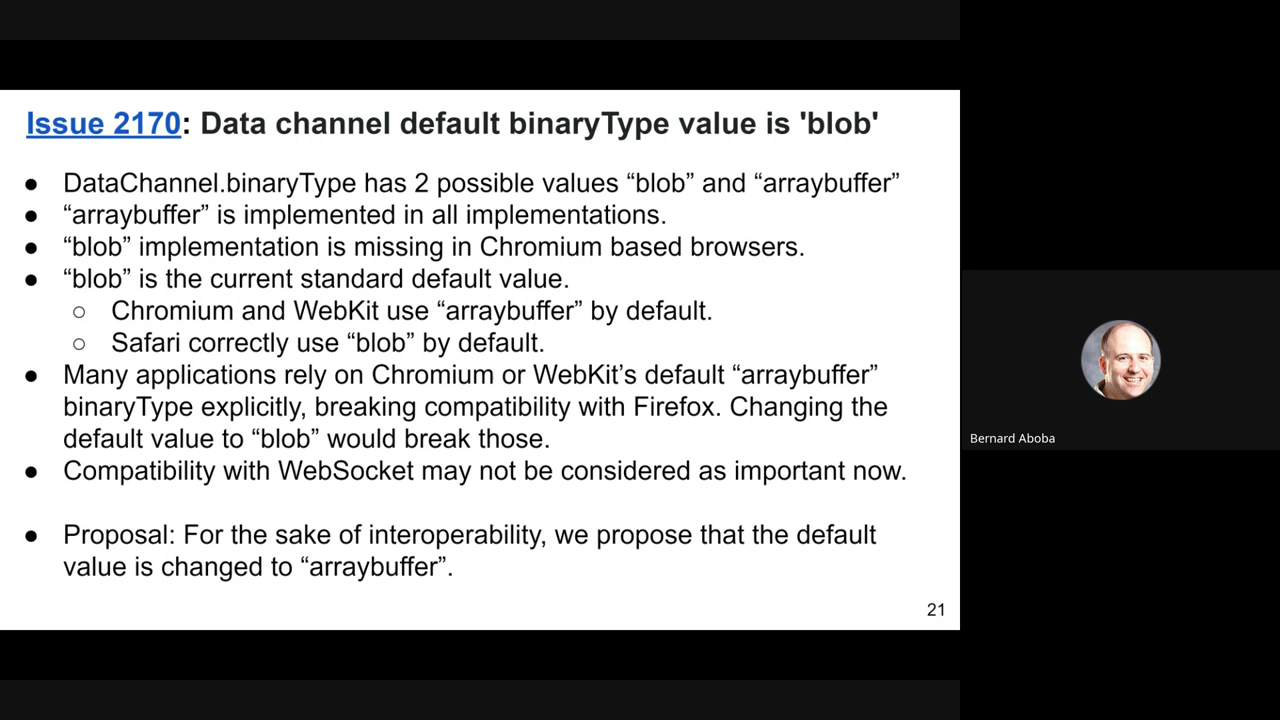 Issue 2170: Data channel default binaryType value is 'blob'
● DataChannel.binaryType has 2 possible values “blob” and “arraybuffer”
● “arraybuffer” is implemented in all implementations.
● “blob” implementation is missing in Chromium based browsers.
● “blob” is the current standard default value.
○ Chromium and WebKit use “arraybuffer” by default.
○ Safari correctly use “blob” by default.
● Many applications rely on Chromium or WebKit’s default “arraybuffer”
binaryType explicitly, breaking compatibility with Firefox. Changing the
default value to “blob” would break those.
● Compatibility with WebSocket may not be considered as important now.
● Proposal: For the sake of interoperability, we propose that the default
value is changed to “arraybuffer”.
21
Bernard Aboba